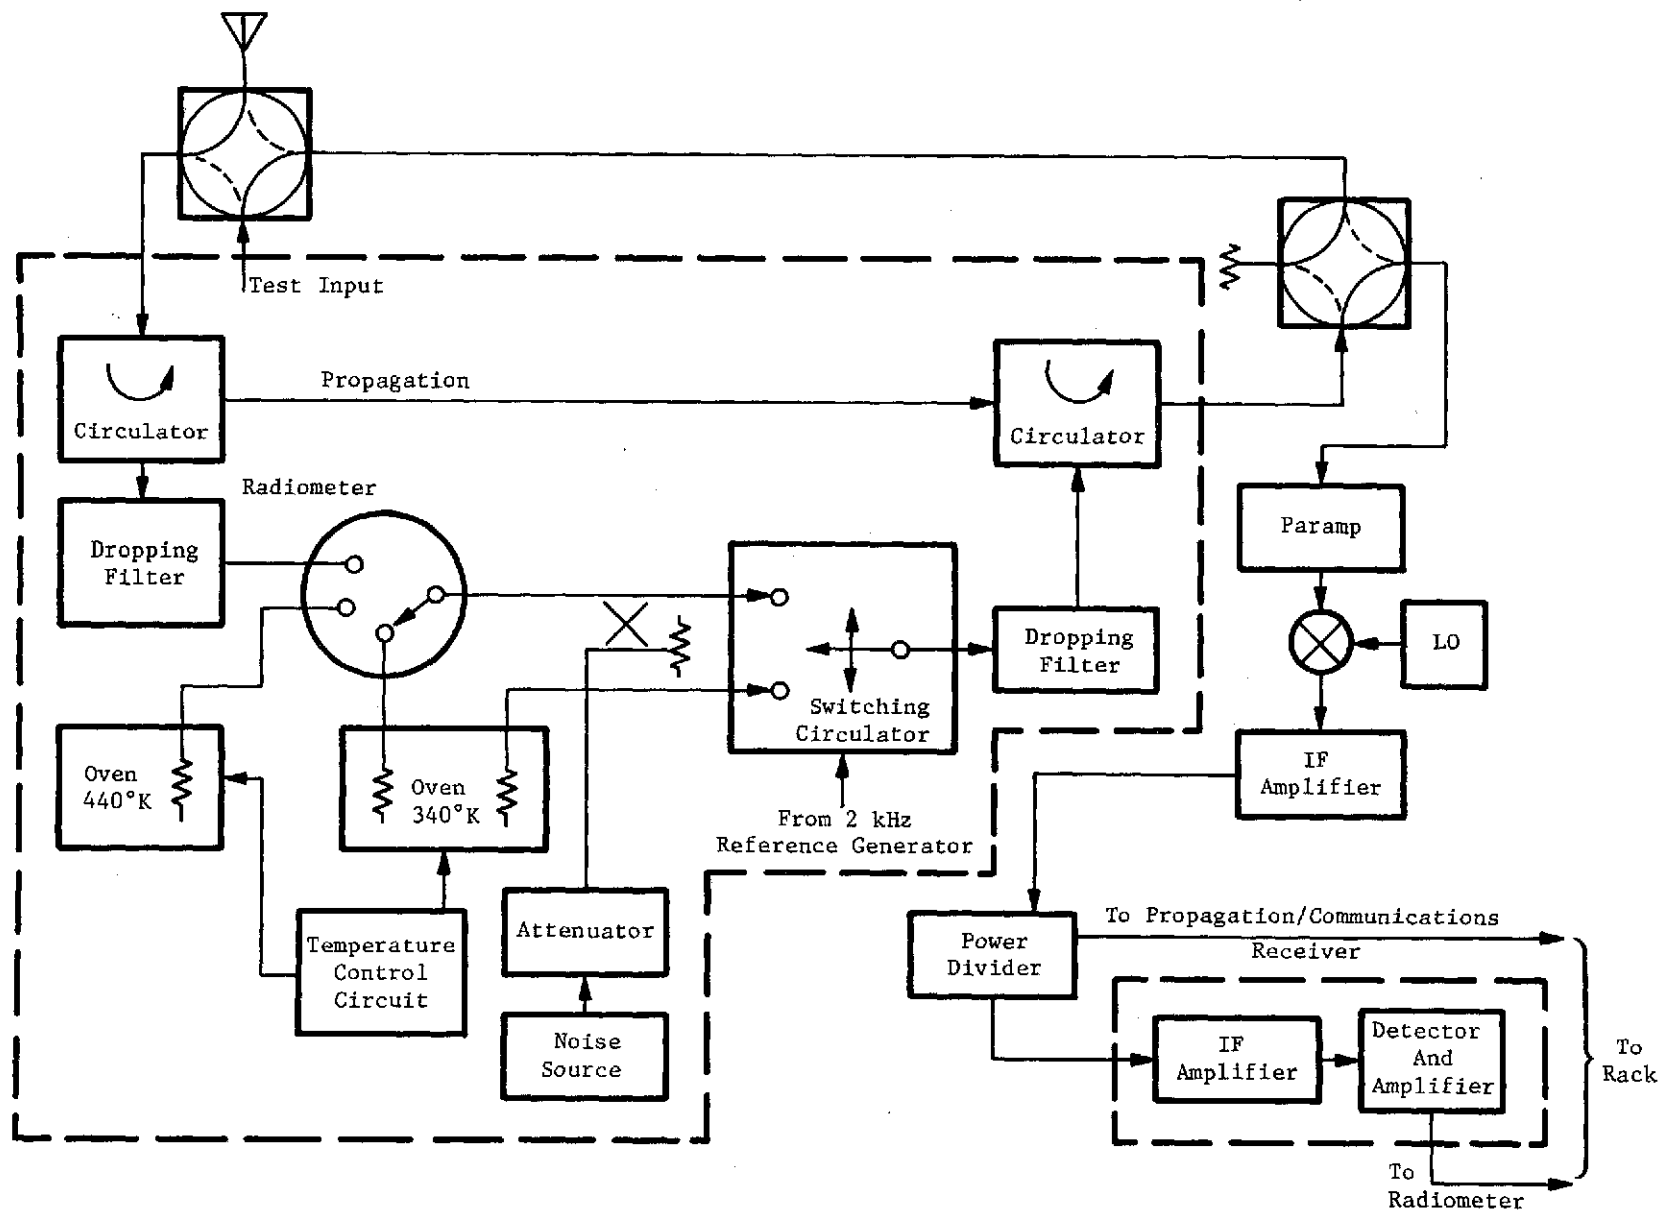 Test Input
Propagation
Circulator
Circulator
Radiometer
Dropping
Filter
Paramp
LO
Dropping
Filter
Switching
Circulator
Oven
440°K
Oven
340°K
IF
Amplifier
From 2 kHz
Reference Generator
Attenuator
Temperature
Control
Circuit
Noise
Source
Power
Divider
To Propagation/Communications
Receiver
IF
Amplifier
Detector
And
Amplifier
To
Rack
To
Radiometer